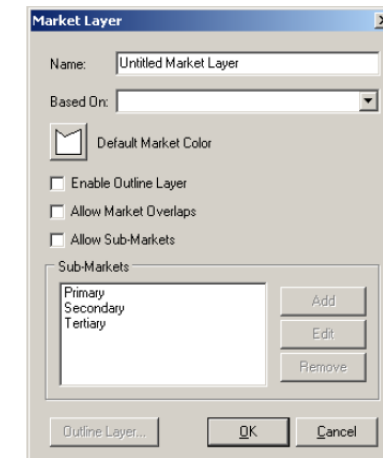 Market Layer
Name: Untitled Market Layer
Based On:
Default Market Color
Enable Outline Layer
Allow Market Overlaps
Allow Sub-Markets
Sub-Markets
Primary
Secondary
Tertiary
Add
Edit
Remove
Outline Layer...
OK
Cancel